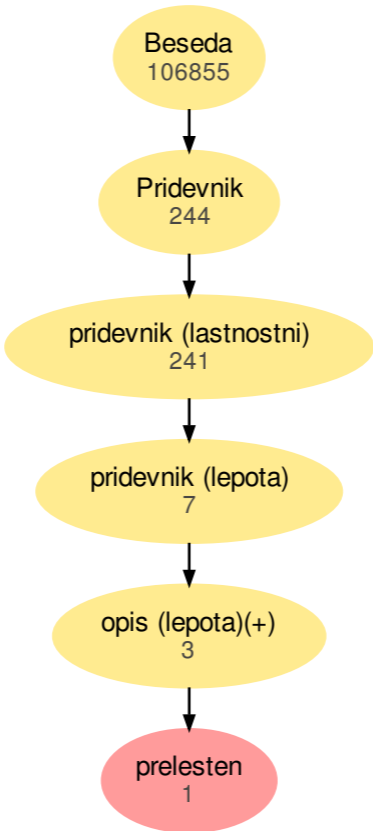 Beseda
106855
Pridevnik
244
pridevnik (lastnostni)
241
pridevnik (lepota)
7
opis (lepota)(+)
3
prelesten
1